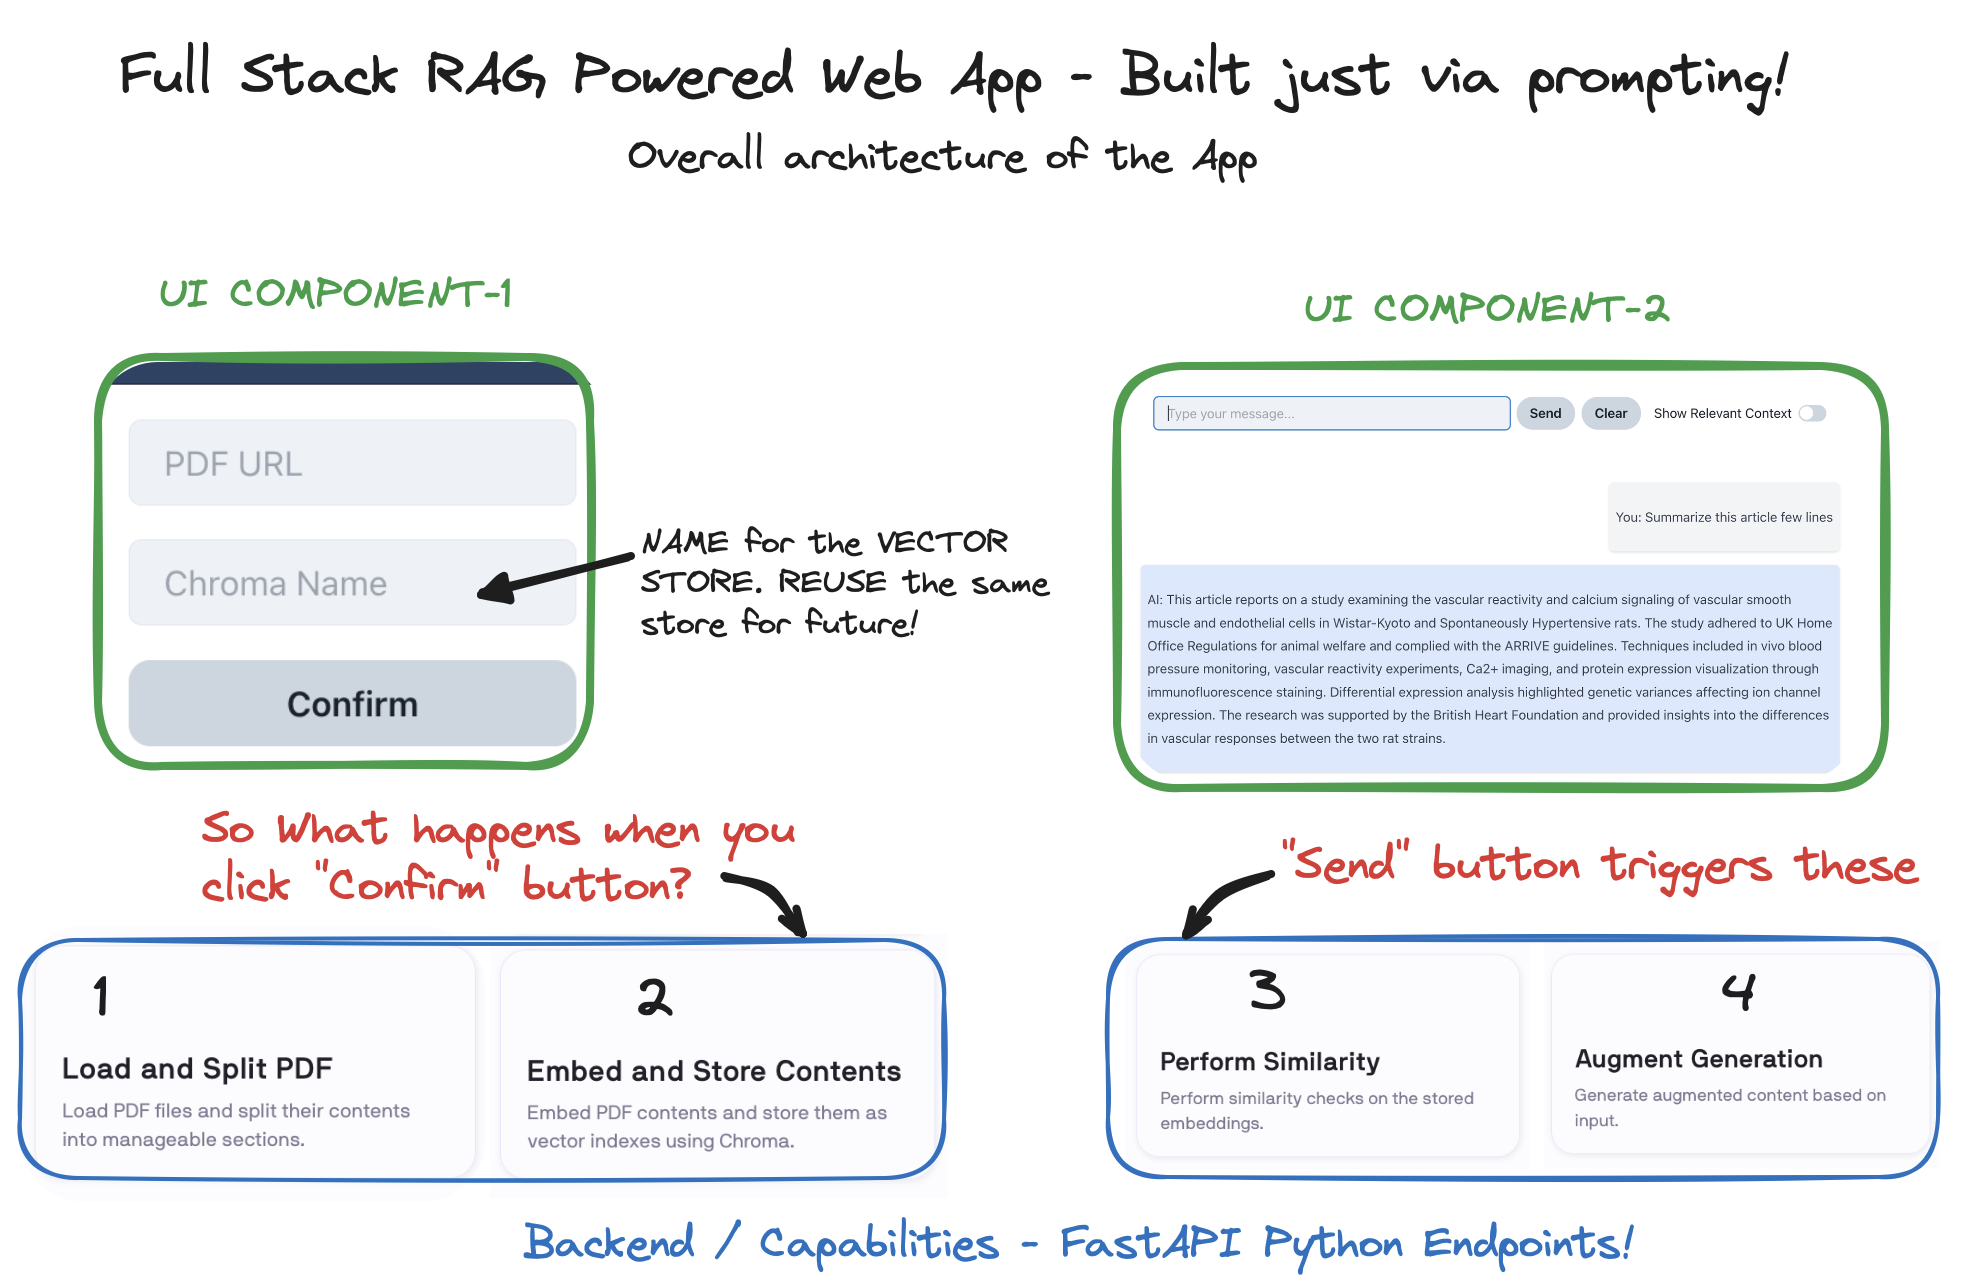 Full Stack RAG Powered Web App - Built just via prompting!
Overall architecture of the App
UI COMPONENT-1
PDF URL
Chroma Name
Confirm
NAME for the VECTOR
STORE. REUSE the same
store for future!
UI COMPONENT-2
Type your message...
Send
Clear
Show Relevant Context
You: Summarize this article few lines
AI: This article reports on a study examining the vascular reactivity and calcium signaling of vascular smooth
muscle and endothelial cells in Wistar-Kyoto and Spontaneously Hypertensive rats. The study adhered to UK Home
Office Regulations for animal welfare and complied with the ARRIVE guidelines. Techniques included in vivo blood
pressure monitoring, vascular reactivity experiments, Ca2+ imaging, and protein expression visualization through
immunofluorescence staining. Differential expression analysis highlighted genetic variances affecting ion channel
expression. The research was supported by the British Heart Foundation and provided insights into the differences
in vascular responses between the two rat strains.
So What happens when you
click "Confirm" button?
1
Load and Split PDF
Load PDF files and split their contents
into manageable sections.
2
Embed and Store Contents
Embed PDF contents and store them as
vector indexes using Chroma.
"Send" button triggers these
3
Perform Similarity
Perform similarity checks on the stored
embeddings.
4
Augment Generation
Generate augmented content based on
input.
Backend / Capabilities - FastAPI Python Endpoints!